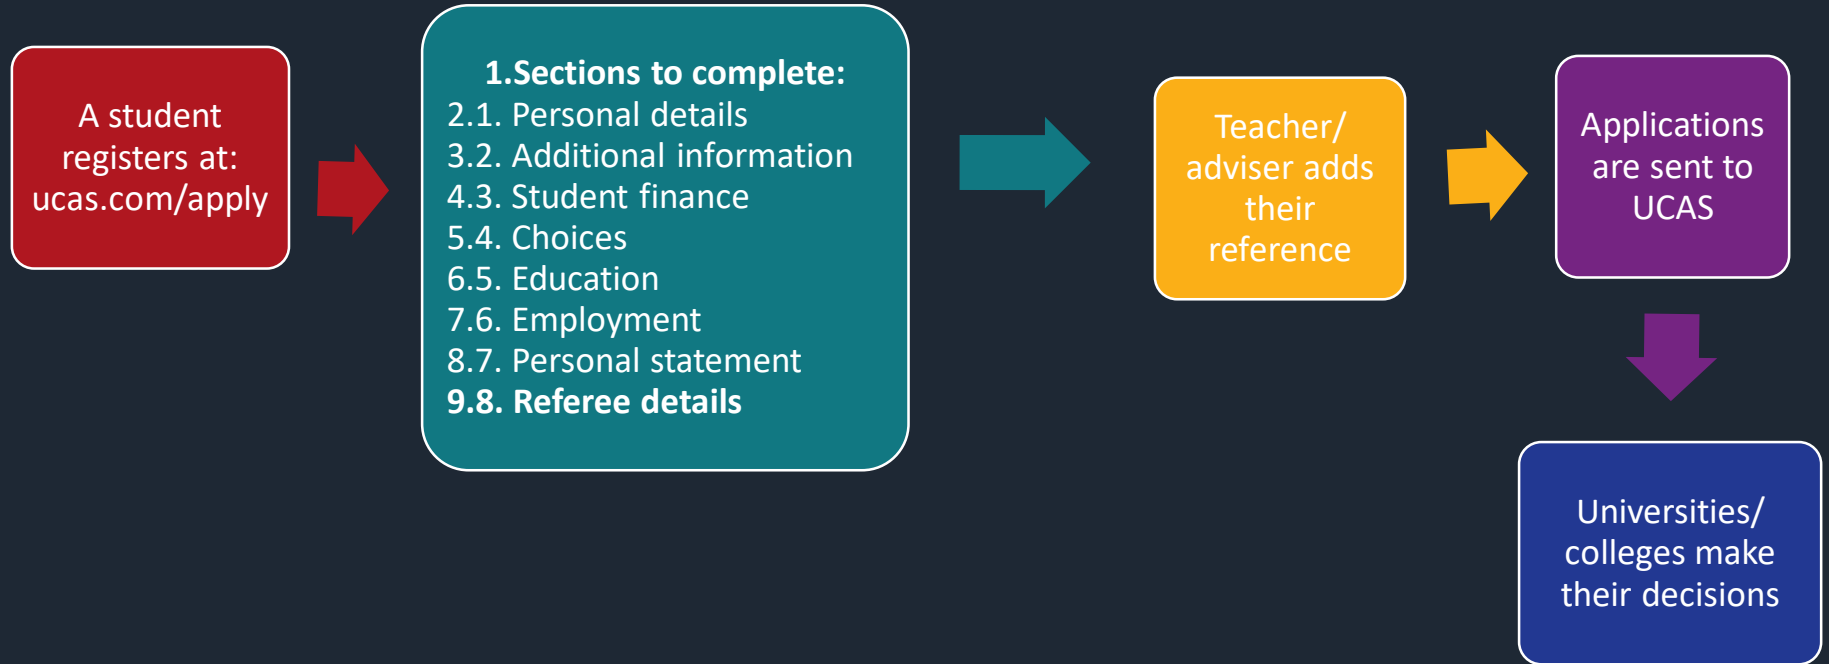 A student
registers at:
ucas.com/apply
1.Sections to complete:
2.1. Personal details
3.2. Additional information
4.3. Student finance
5.4. Choices
6.5. Education
7.6. Employment
8.7. Personal statement
9.8. Referee details
Teacher/
adviser adds
their
reference
Applications
are sent to
UCAS
Universities/
colleges make
their decisions